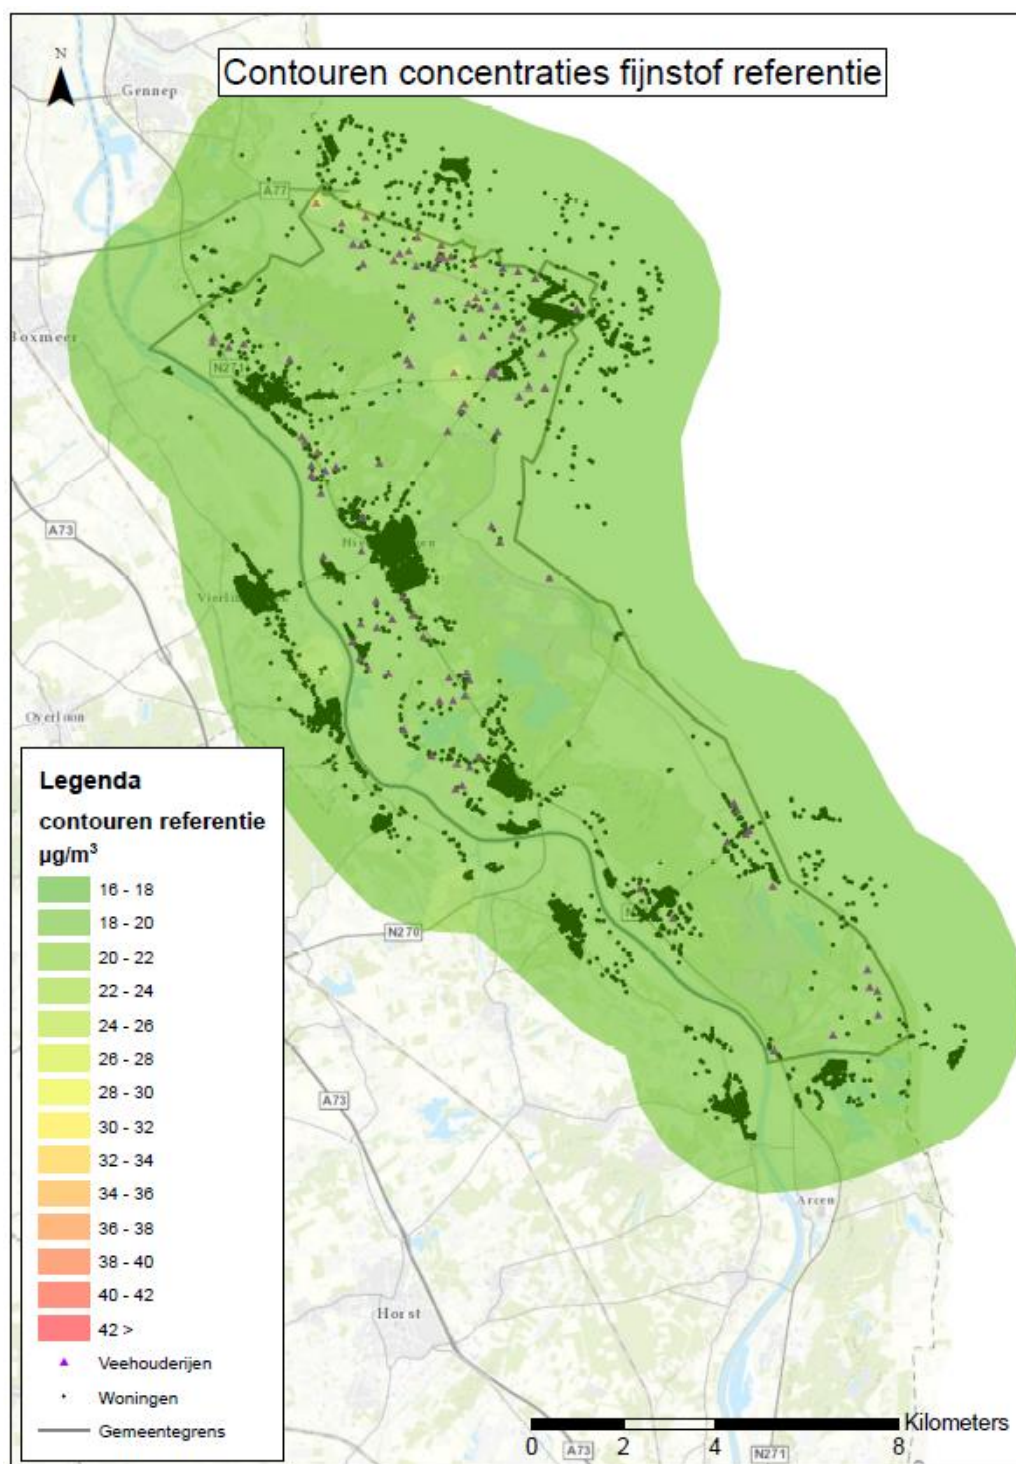 Contouren concentraties fijnstof referentie
N
Gennep
A77
Boxmeer
N271
A73
Overloon
Legenda
contouren referentie
µg/m³
16 - 18
18 - 20
20 - 22
22 - 24
24 - 26
26 - 28
28 - 30
30 - 32
32 - 34
34 - 36
36 - 38
38 - 40
40 - 42
42 >
Veehouderijen
Woningen
Gemeentegrens
N270
A73
Arcen
Horst
Kilometers
0 2 4 8
A73
N271